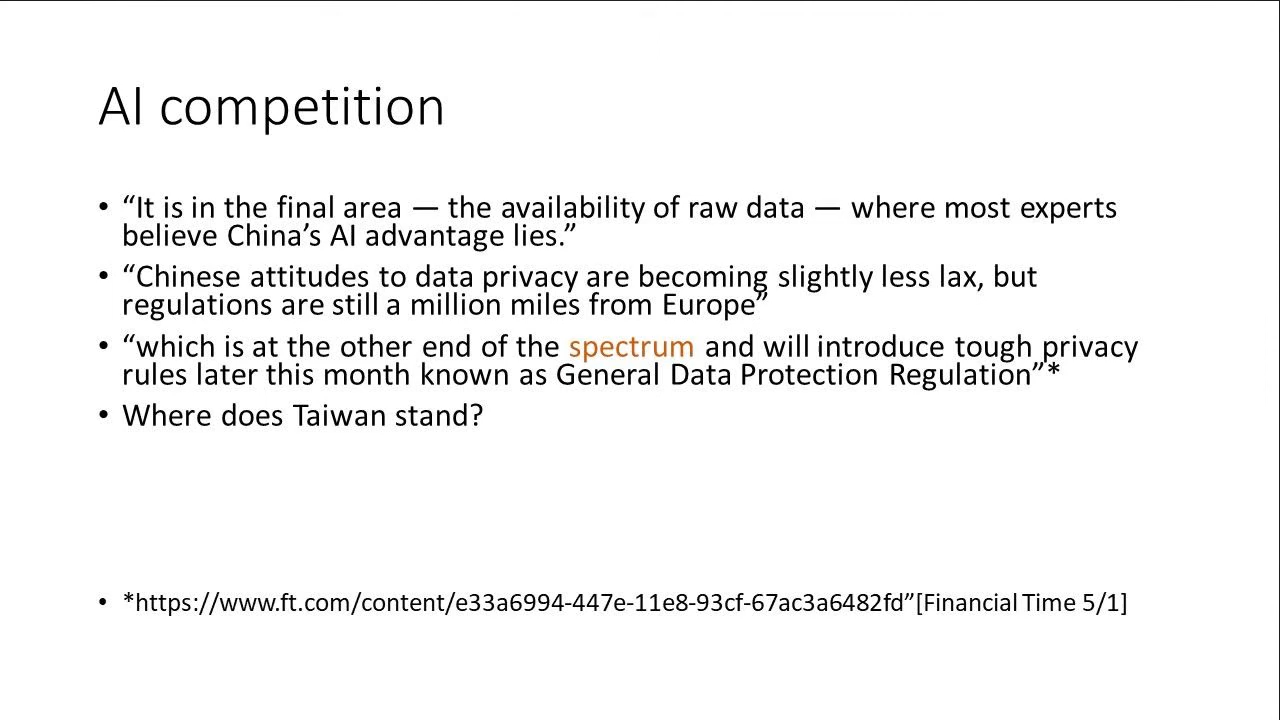 AI competition
• “It is in the final area — the availability of raw data — where most experts
believe China’s AI advantage lies.”
• “Chinese attitudes to data privacy are becoming slightly less lax, but
regulations are still a million miles from Europe”
• “which is at the other end of the spectrum and will introduce tough privacy
rules later this month known as General Data Protection Regulation”*
• Where does Taiwan stand?
• *https://www.ft.com/content/e33a6994-447e-11e8-93cf-67ac3a6482fd”[Financial Time 5/1]